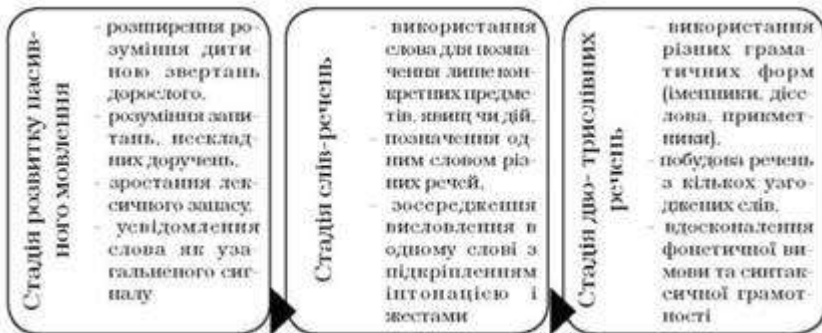 Стадія розвитку пасив-
ного мовлення
- розширення ро-
зуміння дити-
ною звертань
дорослого,
- розуміння запи-
тань, несклад-
них доручень,
- зростання лек-
сичного запасу,
- усвідомлення
слова як уза-
гальненого сиг-
налу
Стадія слів-речень
- використання
слова для позна-
чення лише кон-
кретних предме-
тів, явищ чи дій,
- позначення од-
ним словом різ-
них речей,
- зосередження
висловлення в
одному слові з
підкріпленням
інтонацією і
жестами
Стадія дво- трислівних
речень
- використання
різних грама-
тичних форм
(іменники, дієс-
лова, прикмет-
ники),
- побудова речень
з кількох узго-
джених слів,
- вдосконалення
фонетичної ви-
мови та синтак-
сичної грамот-
ності